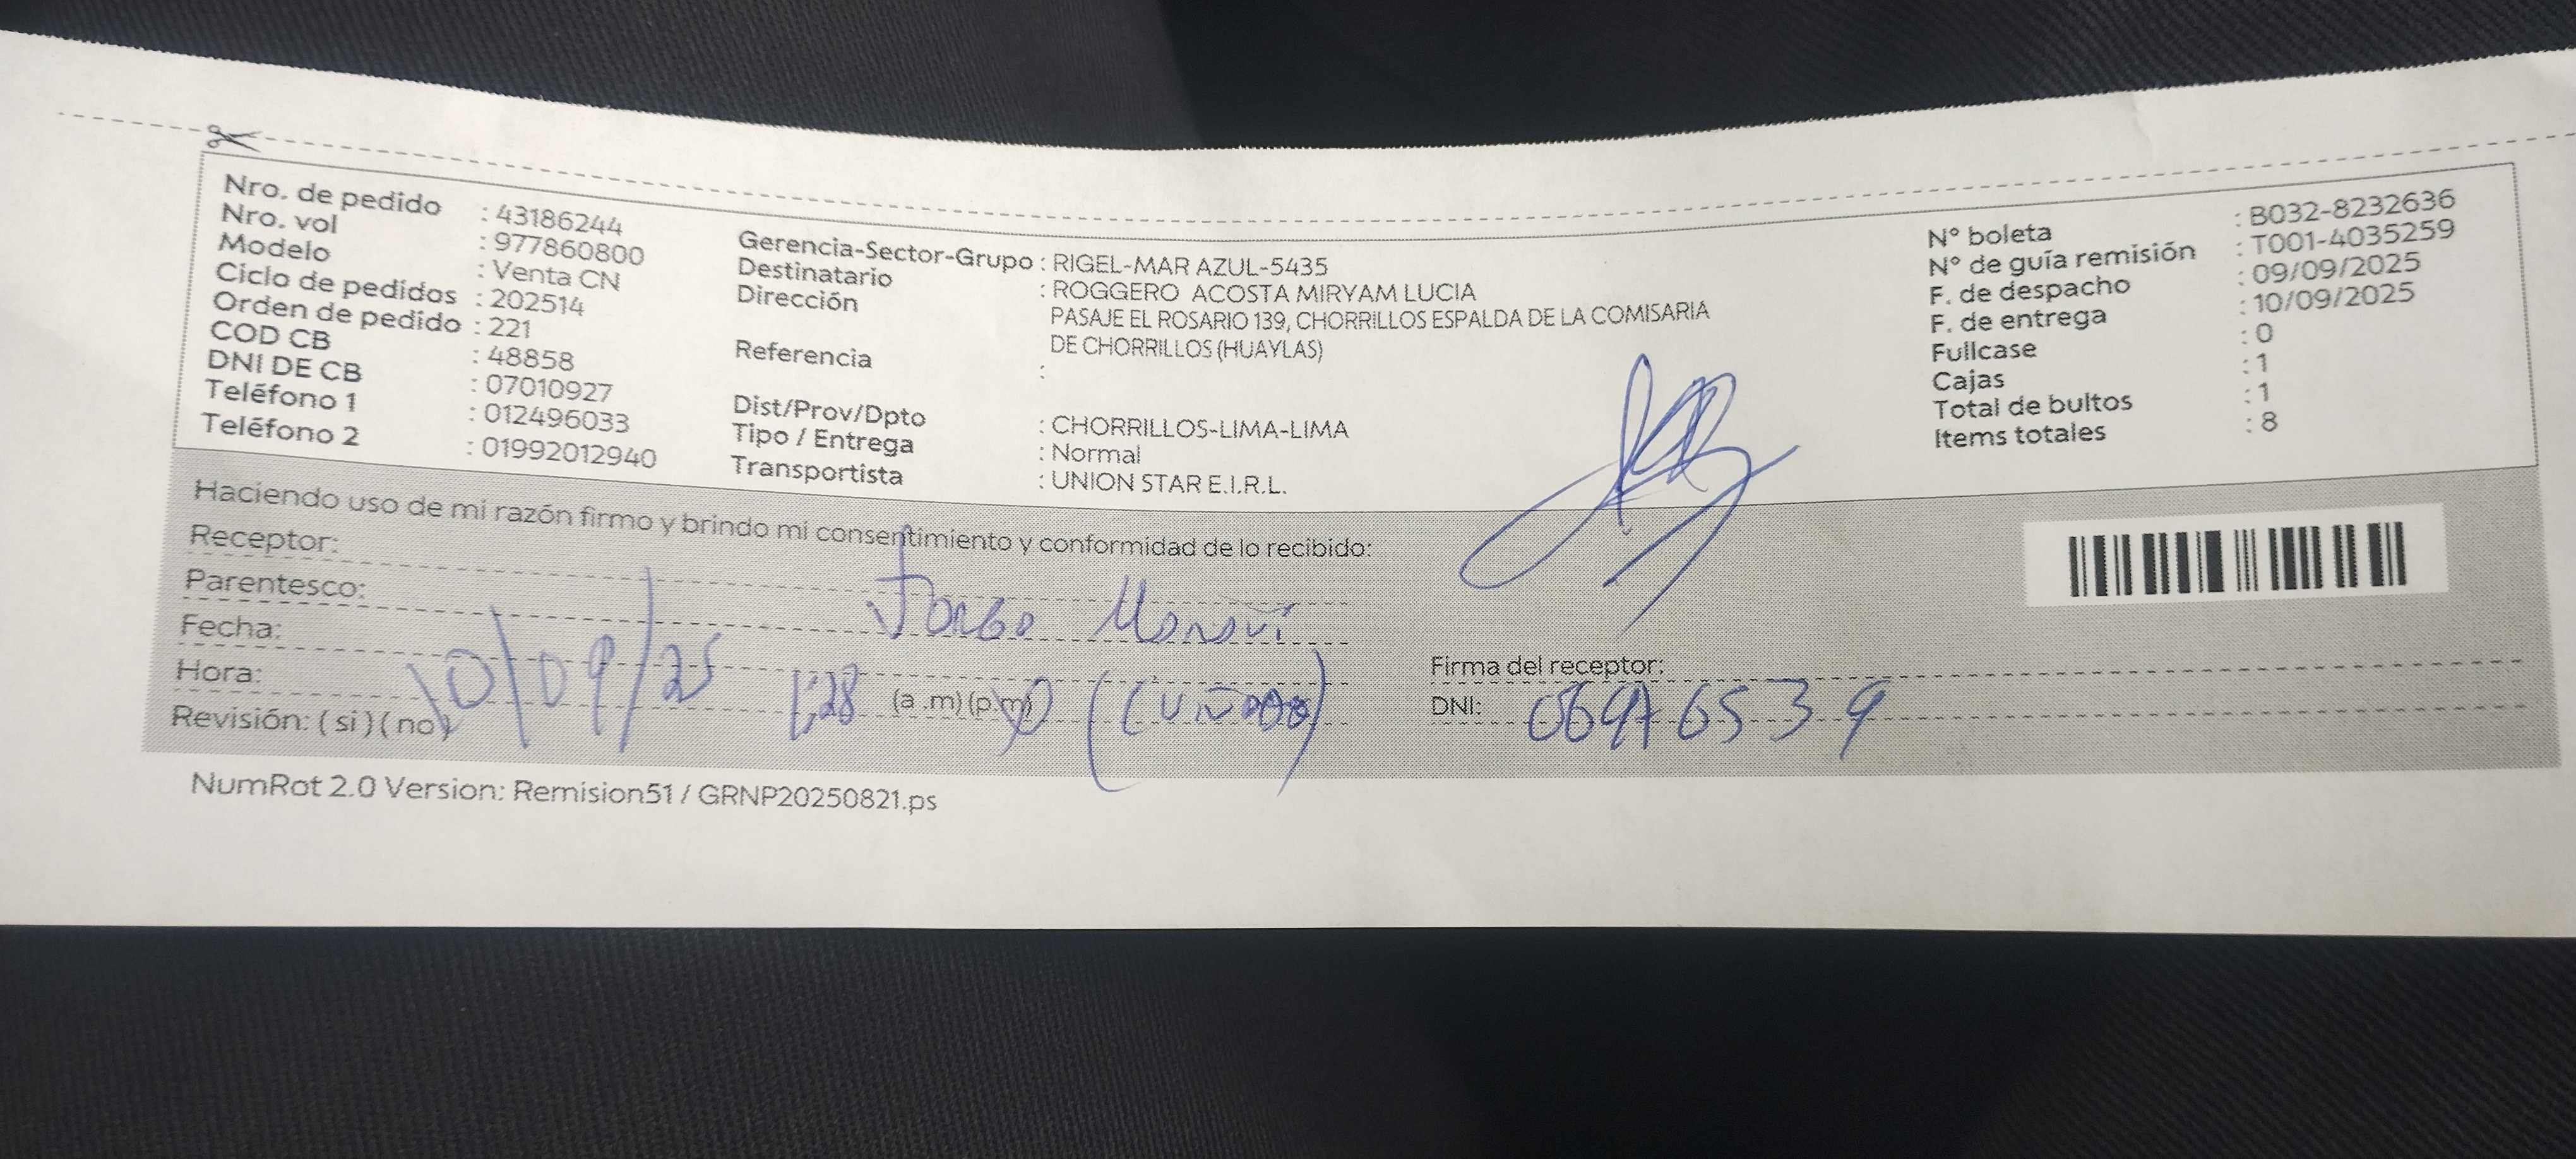 Nro. de pedido : 43186244
Nro. vol : 977860800
Modelo : Venta CN
Ciclo de pedidos : 202514
Orden de pedido : 221
COD CB : 48858
DNI DE CB : 07010927
Teléfono 1 : 012496033
Teléfono 2 : 01992012940
Gerencia-Sector-Grupo : RIGEL-MAR AZUL-5435
Destinatario : ROGGERO ACOSTA MIRYAM LUCIA
Dirección PASAJE EL ROSARIO 139, CHORRILLOS ESPALDA DE LA COMISARIA
DE CHORRILLOS (HUAYLAS)
Referencia :
Dist/Prov/Dpto : CHORRILLOS-LIMA-LIMA
Tipo / Entrega : Normal
Transportista : UNION STAR E.I.R.L.
N° boleta : B032-8232636
N° de guía remisión : T001-4035259
F. de despacho : 09/09/2025
F. de entrega : 10/09/2025
Fullcase : 0
Cajas : 1
Total de bultos : 1
Items totales : 8
Haciendo uso de mi razón firmo y brindo mi consentimiento y conformidad de lo recibido:
Receptor:
Parentesco:
Fecha:
Hora: 10/09/25 1:28 (a .m) (p.m) (CUÑADO)
Revisión: ( si ) ( no )
Firma del receptor:
DNI:
NumRot 2.0 Version: Remision51 / GRNP20250821.ps